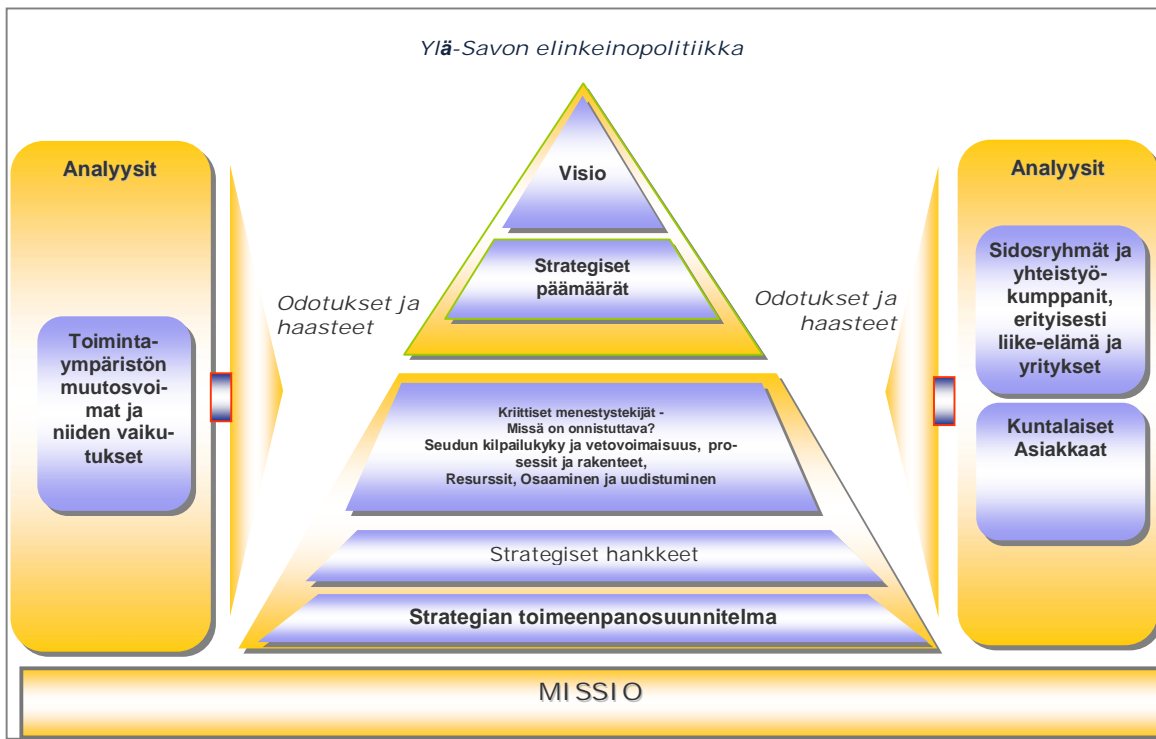 Ylä-Savon elinkeinopolitiikka
Analyysit
Toiminta-
ympäristön
muutosvoi-
mat ja
niiden vaiku-
tukset
Odotukset ja
haasteet
Visio
Strategiset
päämäärät
Kriittiset menestystekijät -
Missä on onnistuttava?
Seudun kilpailukyky ja vetovoimaisuus, pro-
sessit ja rakenteet,
Resurssit, Osaaminen ja uudistuminen
Strategiset hankkeet
Strategian toimeenpanosuunnitelma
Odotukset ja
haasteet
Analyysit
Sidosryhmät ja
yhteistyö-
kumppanit,
erityisesti
liike-elämä ja
yritykset
Kuntalaiset
Asiakkaat
MISSIO